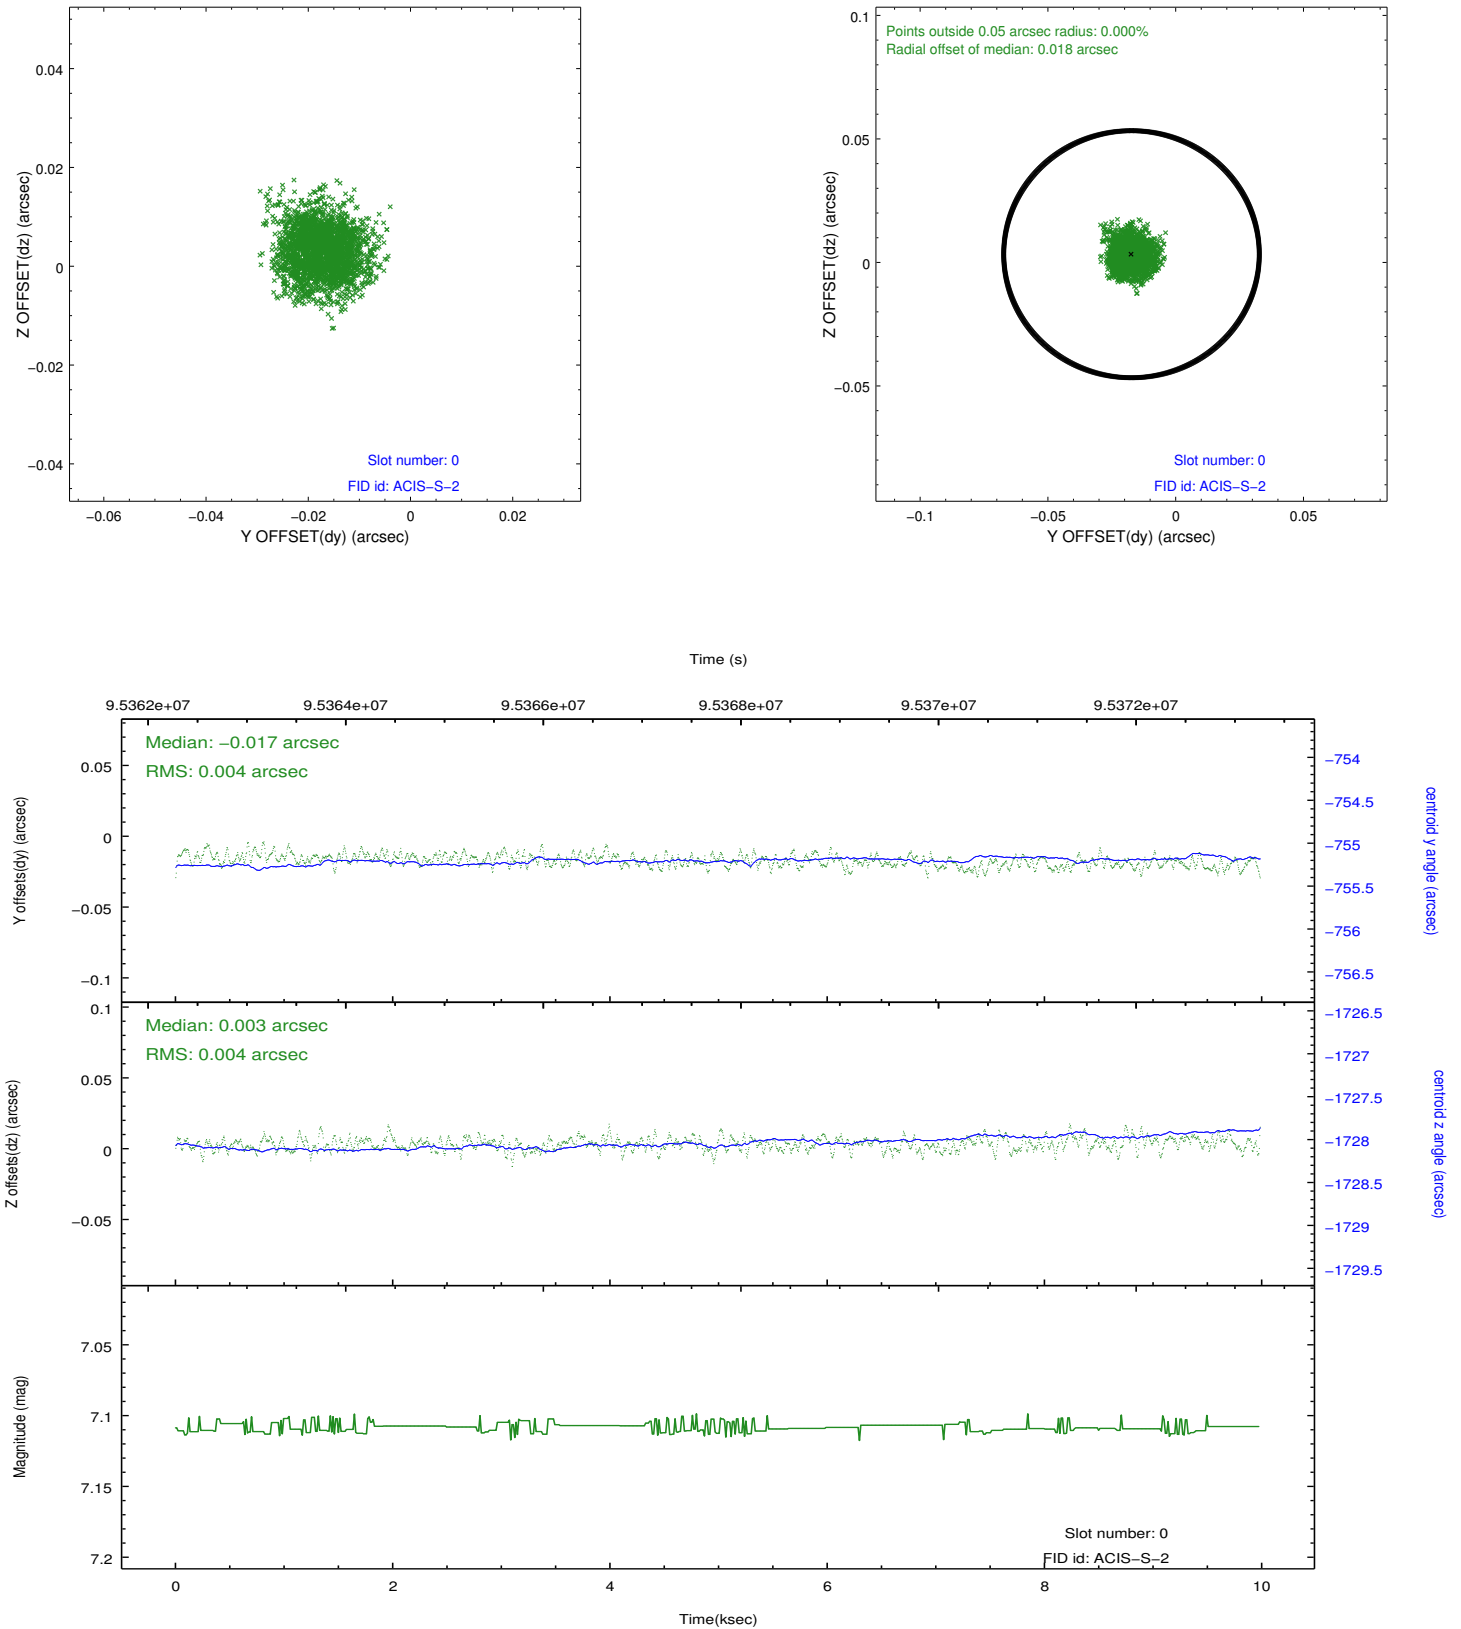 0.04
0.02
0
−0.02
−0.04
Z OFFSET(dz) (arcsec)
Slot number: 0
FID id: ACIS−S−2
−0.06
−0.04
−0.02
0
0.02
Y OFFSET(dy) (arcsec)
Points outside 0.05 arcsec radius: 0.000%
Radial offset of median: 0.018 arcsec
0.1
0.05
0
−0.05
Z OFFSET(dz) (arcsec)
Slot number: 0
FID id: ACIS−S−2
−0.1
−0.05
0
0.05
Y OFFSET(dy) (arcsec)
Time (s)
9.5362e+07
9.5364e+07
9.5366e+07
9.5368e+07
9.537e+07
9.5372e+07
Median: −0.017 arcsec
RMS: 0.004 arcsec
0.05
0
−0.05
−0.1
Y offsets(dy) (arcsec)
−754
−754.5
−755
−755.5
−756
−756.5
centroid y angle (arcsec)
Median: 0.003 arcsec
RMS: 0.004 arcsec
0.1
0.05
0
−0.05
Z offsets(dz) (arcsec)
−1726.5
−1727
−1727.5
−1728
−1728.5
−1729
−1729.5
centroid z angle (arcsec)
7.05
7.1
7.15
7.2
Magnitude (mag)
Slot number: 0
FID id: ACIS−S−2
0
2
4
6
8
10
Time(ksec)